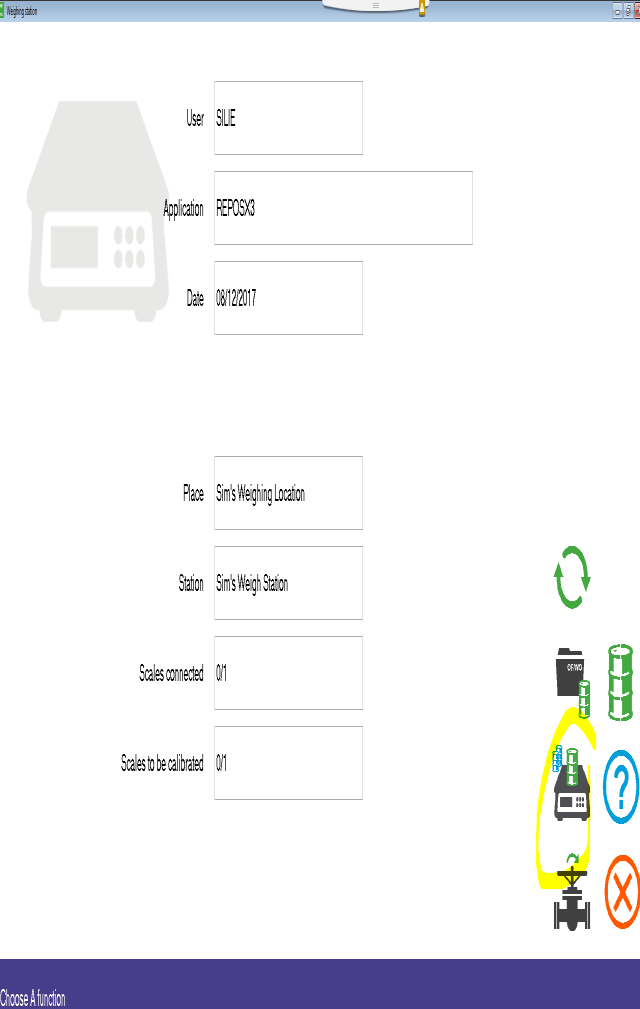 Weighing station
User SILIE
Application REPOSX3
Date 08/12/2017
Place Sim's Weighing Location
Station Sim's Weigh Station
Scales connected 0/1
OF/WO
Scales to be calibrated 0/1
Choose A function